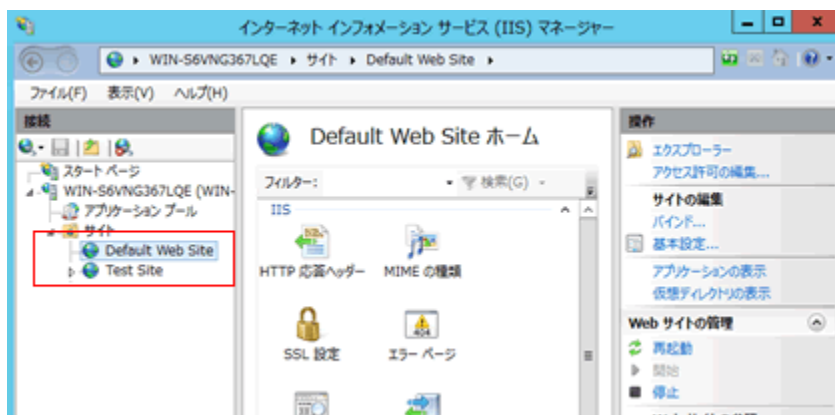 インターネット インフォメーション サービス (IIS) マネージャー
WIN-S6VNG367LQE サイト Default Web Site
ファイル(F) 表示(V) ヘルプ(H)
接続
スタート ページ
WIN-S6VNG367LQE (WIN-
アプリケーション プール
サイト
Default Web Site
Test Site
Default Web Site ホーム
フィルター: 検索(G)
IIS
HTTP 応答ヘッダー MIME の種類
SSL 設定 エラー ページ
404
操作
エクスプローラー
アクセス許可の編集...
サイトの編集
バインド...
基本設定...
アプリケーションの表示
仮想ディレクトリの表示
Web サイトの管理
再起動
開始
停止